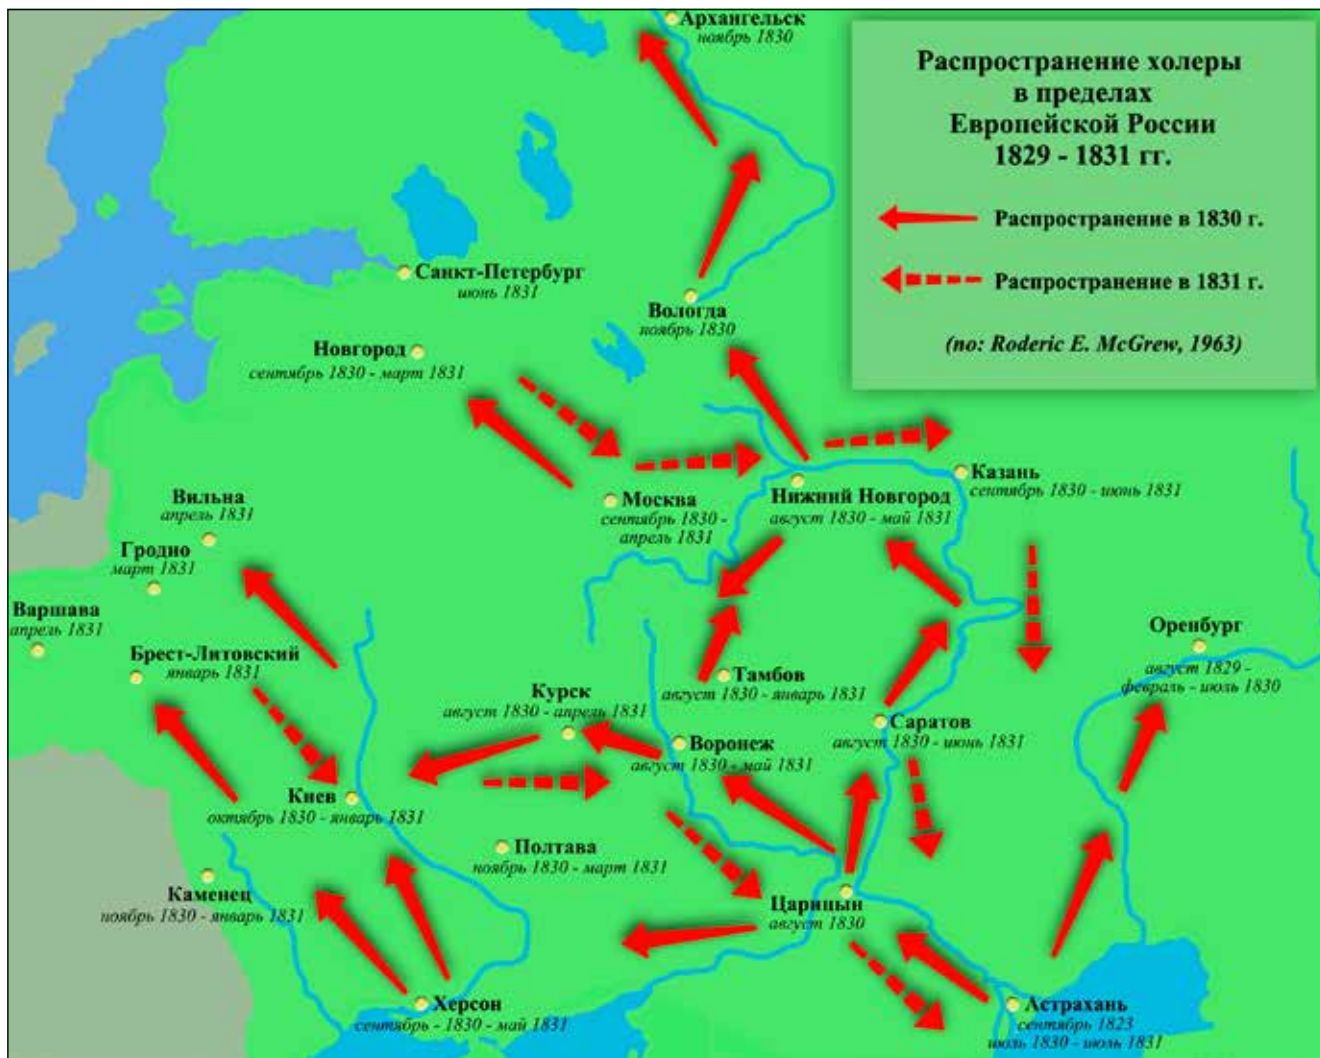 Архангельск
ноябрь 1830
Распространение холеры
в пределах
Европейской России
1829 - 1831 гг.
Распространение в 1830 г.
Распространение в 1831 г.
(по: Roderic E. McGrew, 1963)
Санкт-Петербург
июнь 1831
Вологда
ноябрь 1830
Новгород
сентябрь 1830 - март 1831
Казань
сентябрь 1830 - июнь 1831
Нижний Новгород
август 1830 - май 1831
Москва
сентябрь 1830 -
апрель 1831
Вильна
апрель 1831
Гродно
март 1831
Варшава
апрель 1831
Брест-Литовский
январь 1831
Оренбург
август 1829 -
февраль - июль 1830
Тамбов
август 1830 - январь 1831
Курск
август 1830 - апрель 1831
Саратов
август 1830 - июнь 1831
Воронеж
август 1830 - май 1831
Киев
октябрь 1830 - январь 1831
Полтава
ноябрь 1830 - март 1831
Каменец
ноябрь 1830 - январь 1831
Царицын
август 1830
Херсон
сентябрь - 1830 - май 1831
Астрахань
сентябрь 1823
июль 1830 - июль 1831